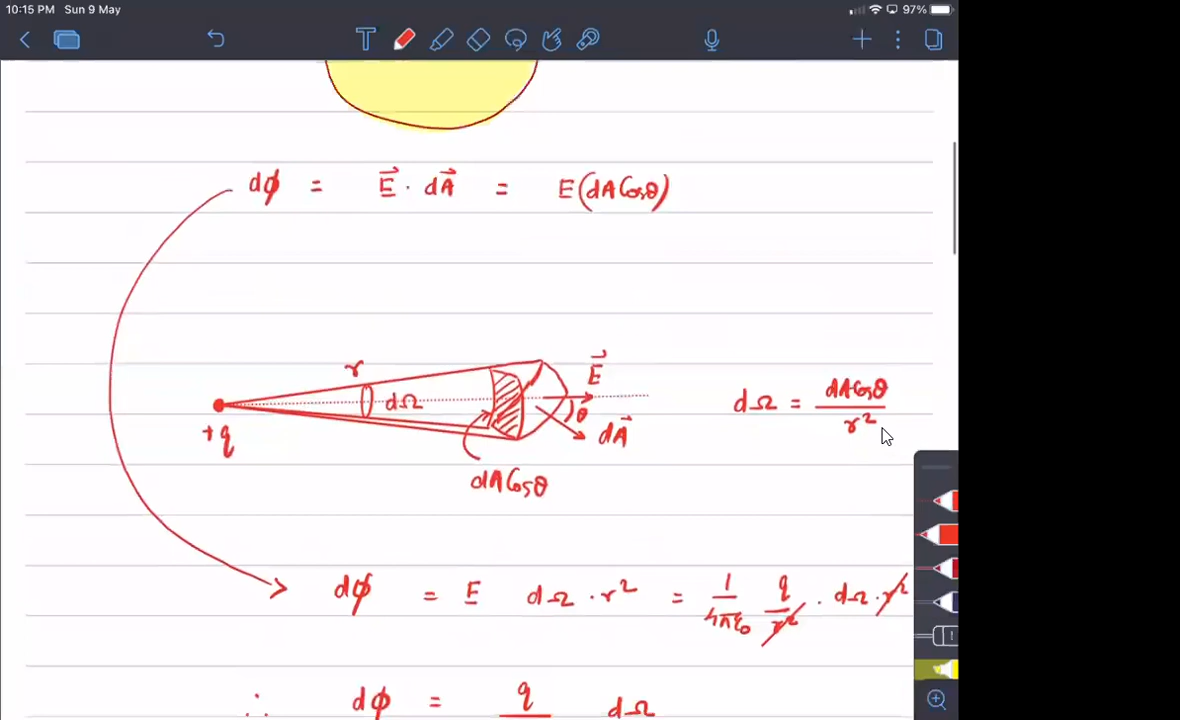 10:15 PM Sun 9 May 97%
T
dϕ = E⃗ · dA⃗ = E(dA Cosθ)
r
E⃗
dΩ
θ
dΩ = dA Cosθ / r²
+q
dA⃗
dA Cosθ
dϕ = E dΩ · r² = 1/4πε₀ q/r² · dΩ · r²
∴ dϕ = q dΩ